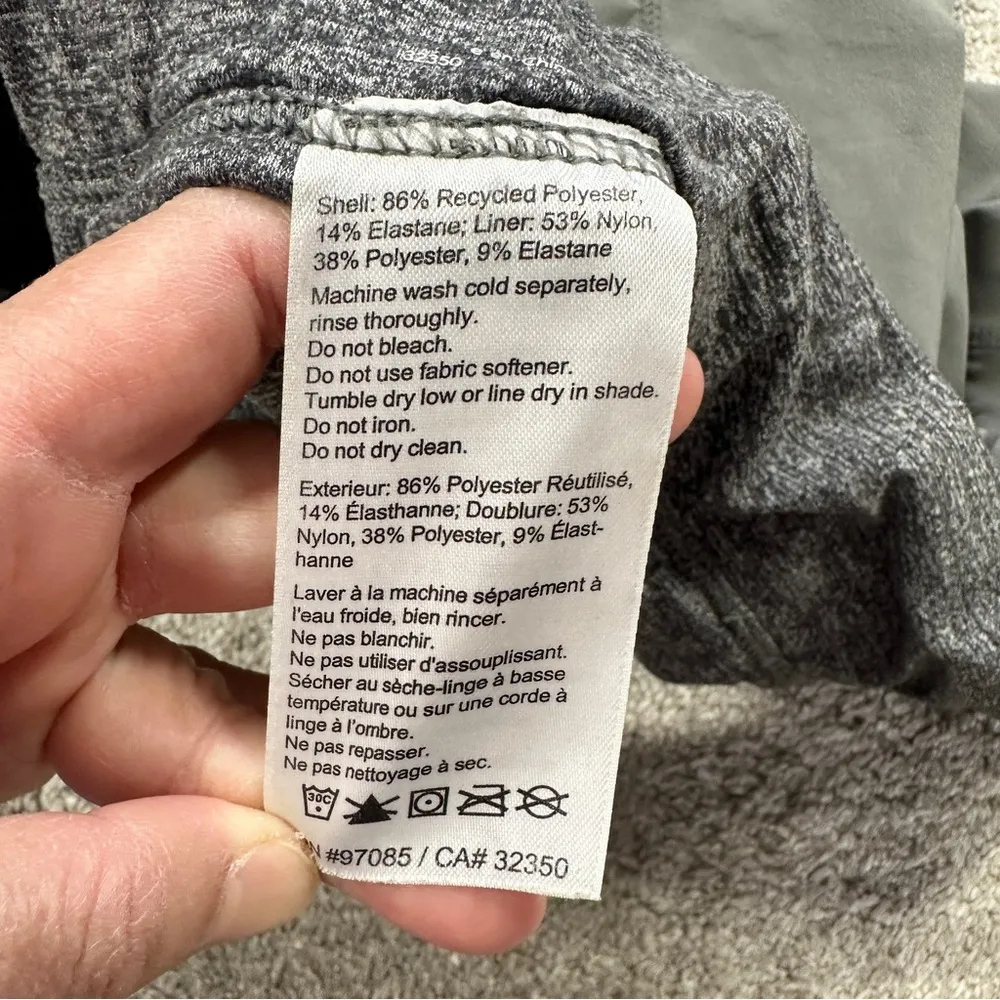 32350
Shell: 86% Recycled Polyester,
14% Elastane; Liner: 53% Nylon,
38% Polyester, 9% Elastane
Machine wash cold separately,
rinse thoroughly.
Do not bleach.
Do not use fabric softener.
Tumble dry low or line dry in shade.
Do not iron.
Do not dry clean.
Exterieur: 86% Polyester Réutilisé,
14% Élasthanne; Doublure: 53%
Nylon, 38% Polyester, 9% Élast-
hanne
Laver à la machine séparément à
l'eau froide, bien rincer.
Ne pas blanchir.
Ne pas utiliser d'assouplissant.
Sécher au sèche-linge à basse
température ou sur une corde à
linge à l'ombre.
Ne pas repasser.
Ne pas nettoyage à sec.
30C
#97085 / CA# 32350